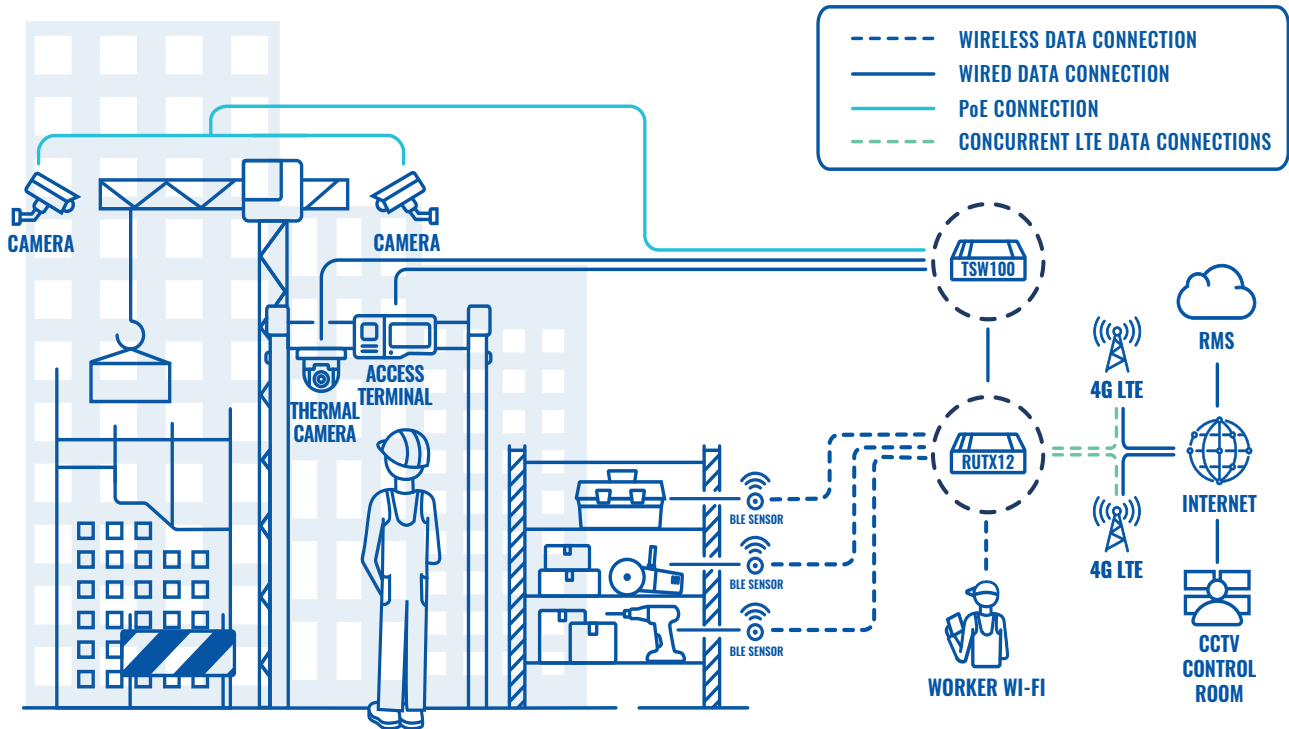 WIRELESS DATA CONNECTION
WIRED DATA CONNECTION
PoE CONNECTION
CONCURRENT LTE DATA CONNECTIONS
CAMERA
CAMERA
TSW100
RMS
4G LTE
ACCESS
TERMINAL
THERMAL
CAMERA
RUTX12
INTERNET
BLE SENSOR
4G LTE
BLE SENSOR
BLE SENSOR
CCTV
CONTROL
ROOM
WORKER WI-FI